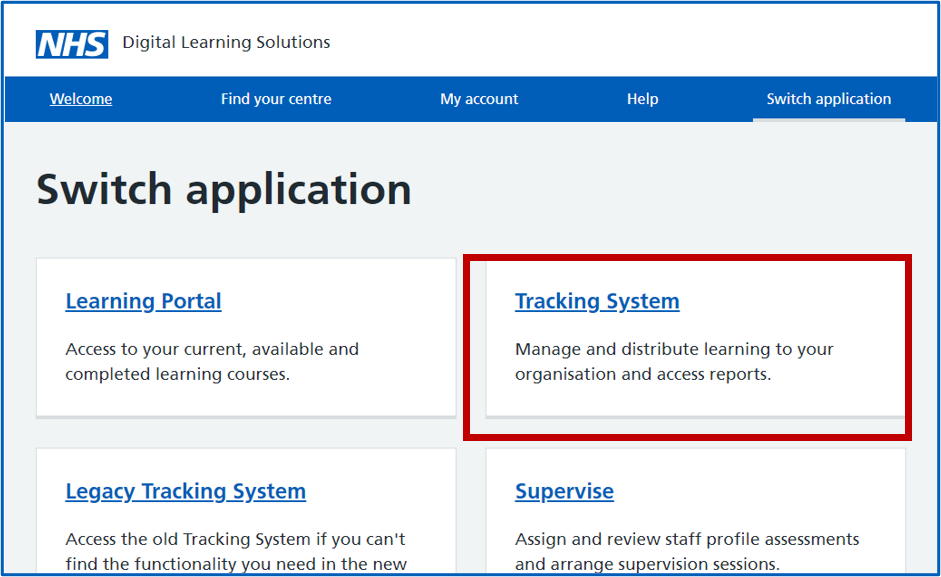 NHS Digital Learning Solutions
Welcome Find your centre My account Help Switch application
Switch application
Learning Portal
Access to your current, available and
completed learning courses.
Tracking System
Manage and distribute learning to your
organisation and access reports.
Legacy Tracking System
Access the old Tracking System if you can't
find the functionality you need in the new
Supervise
Assign and review staff profile assessments
and arrange supervision sessions.